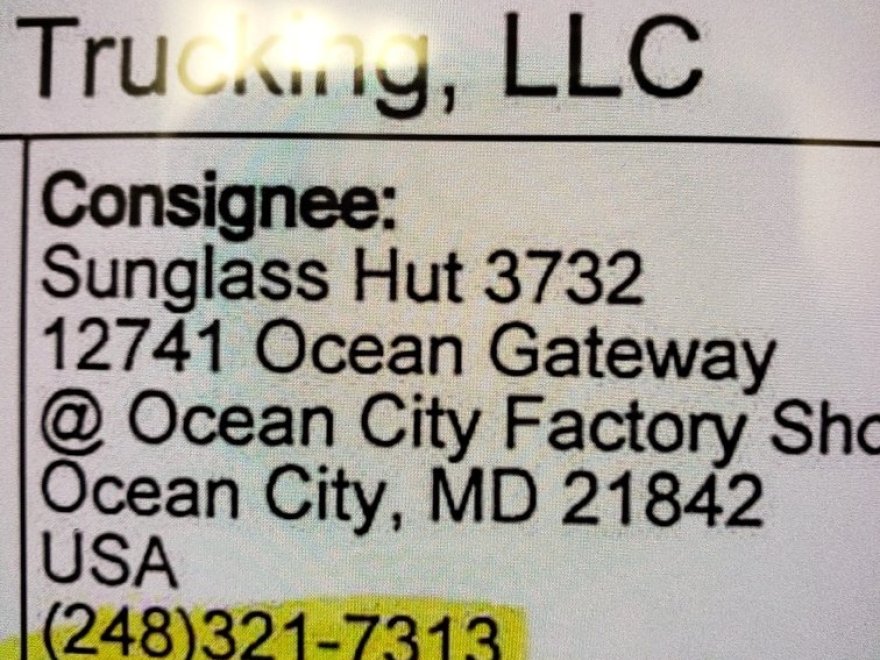 Trucking, LLC
Consignee:
Sunglass Hut 3732
12741 Ocean Gateway
@ Ocean City Factory Sho
Ocean City, MD 21842
USA
(248)321-7313